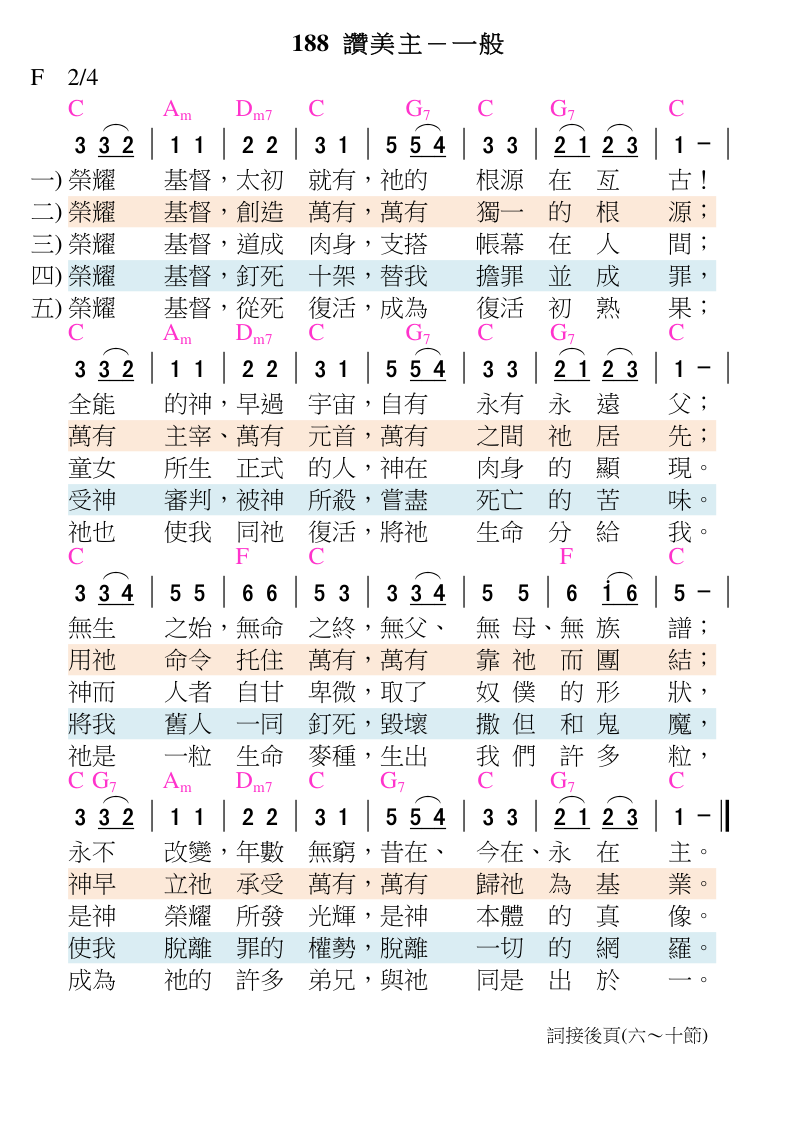 188 讚美主－一般
F 2/4
C Am Dm7 C G7 C G7 C
3 3 2 | 1 1 | 2 2 | 3 1 | 5 5 4 | 3 3 | 2 1 2 3 | 1 - |
一) 榮耀 基督，太初 就有，祂的 根源 在 亙 古！
二) 榮耀 基督，創造 萬有，萬有 獨一 的 根 源；
三) 榮耀 基督，道成 肉身，支搭 帳幕 在 人 間；
四) 榮耀 基督，釘死 十架，替我 擔罪 並 成 罪，
五) 榮耀 基督，從死 復活，成為 復活 初 熟 果；
C Am Dm7 C G7 C G7 C
3 3 2 | 1 1 | 2 2 | 3 1 | 5 5 4 | 3 3 | 2 1 2 3 | 1 - |
全能 的神，早過 宇宙，自有 永有 永 遠 父；
萬有 主宰、萬有 元首，萬有 之間 祂 居 先；
童女 所生 正式 的人，神在 肉身 的 顯 現。
受神 審判，被神 所殺，嘗盡 死亡 的 苦 味。
祂也 使我 同祂 復活，將祂 生命 分 給 我。
C F C F C
3 3 4 | 5 5 | 6 6 | 5 3 | 3 3 4 | 5 5 | 6 i 6 | 5 - |
無生 之始，無命 之終，無父、 無 母、無 族 譜；
用祂 命令 托住 萬有，萬有 靠 祂 而 團 結；
神而 人者 自甘 卑微，取了 奴 僕 的 形 狀，
將我 舊人 一同 釘死，毀壞 撒 但 和 鬼 魔，
祂是 一粒 生命 麥種，生出 我 們 許 多 粒，
C G7 Am Dm7 C G7 C G7 C
3 3 2 | 1 1 | 2 2 | 3 1 | 5 5 4 | 3 3 | 2 1 2 3 | 1 - ‖
永不 改變，年數 無窮，昔在、 今在、永 在 主。
神早 立祂 承受 萬有，萬有 歸祂 為 基 業。
是神 榮耀 所發 光輝，是神 本體 的 真 像。
使我 脫離 罪的 權勢，脫離 一切 的 網 羅。
成為 祂的 許多 弟兄，與祂 同是 出 於 一。
詞接後頁(六～十節)